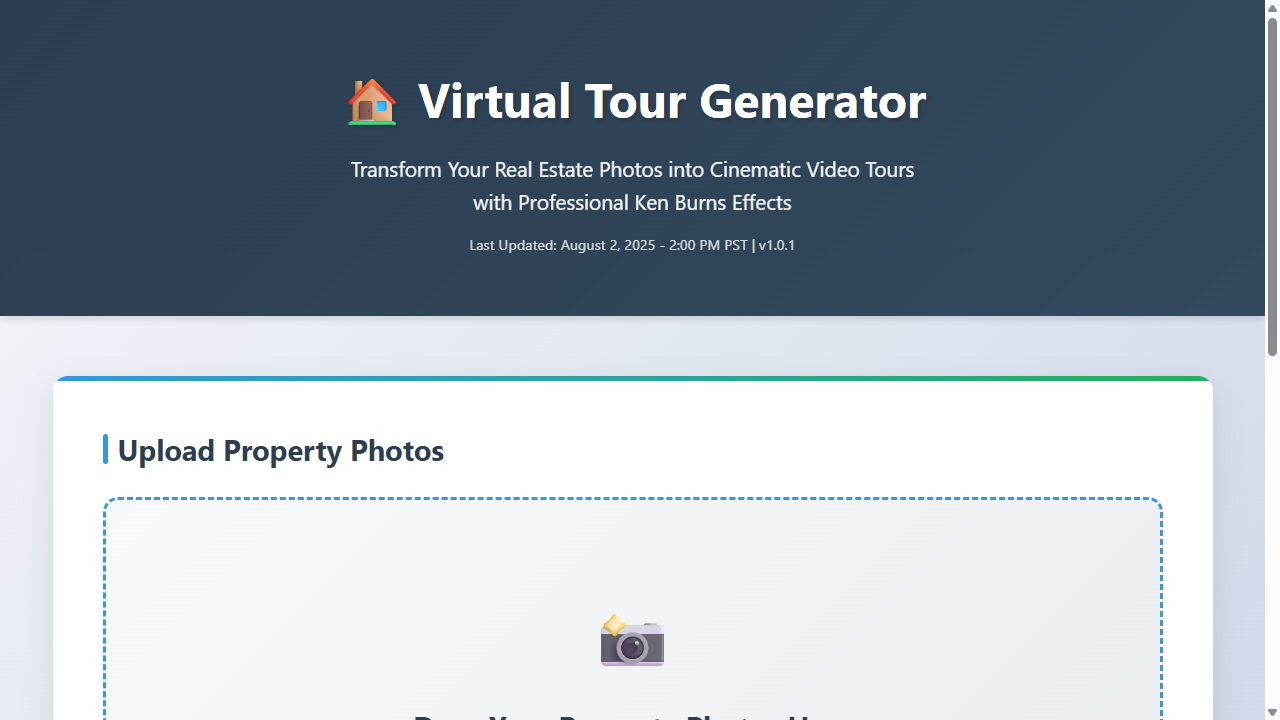 Virtual Tour Generator
Transform Your Real Estate Photos into Cinematic Video Tours
with Professional Ken Burns Effects
Last Updated: August 2, 2025 - 2:00 PM PST | v1.0.1
Upload Property Photos